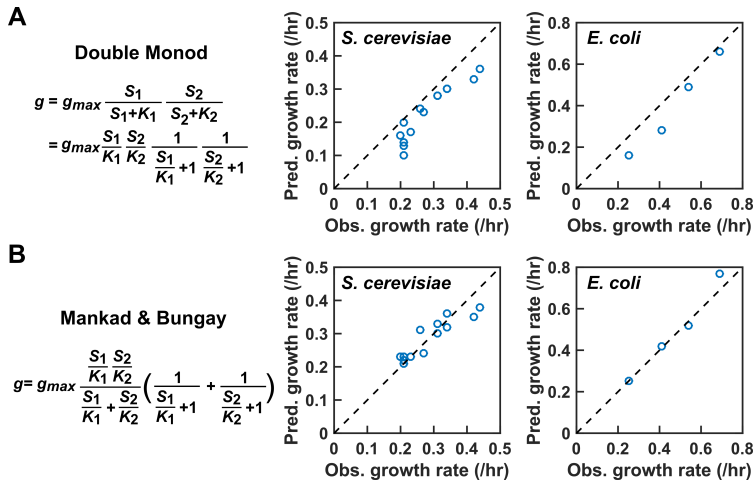 A
Double Monod
g = gmax S1/(S1+K1) S2/(S2+K2)
= gmax S1/K1 S2/K2 1/(S1/K1 +1) 1/(S2/K2 +1)
S. cerevisiae
Pred. growth rate (/hr)
0.5
0.4
0.3
0.2
0.1
0
0 0.1 0.2 0.3 0.4 0.5
Obs. growth rate (/hr)
E. coli
Pred. growth rate (/hr)
0.8
0.6
0.4
0.2
0
0 0.2 0.4 0.6 0.8
Obs. growth rate (/hr)
B
Mankad & Bungay
g= gmax (S1/K1 S2/K2)/(S1/K1 + S2/K2) (1/(S1/K1 +1) + 1/(S2/K2 +1))
S. cerevisiae
Pred. growth rate (/hr)
0.5
0.4
0.3
0.2
0.1
0
0 0.1 0.2 0.3 0.4 0.5
Obs. growth rate (/hr)
E. coli
Pred. growth rate (/hr)
0.8
0.6
0.4
0.2
0
0 0.2 0.4 0.6 0.8
Obs. growth rate (/hr)